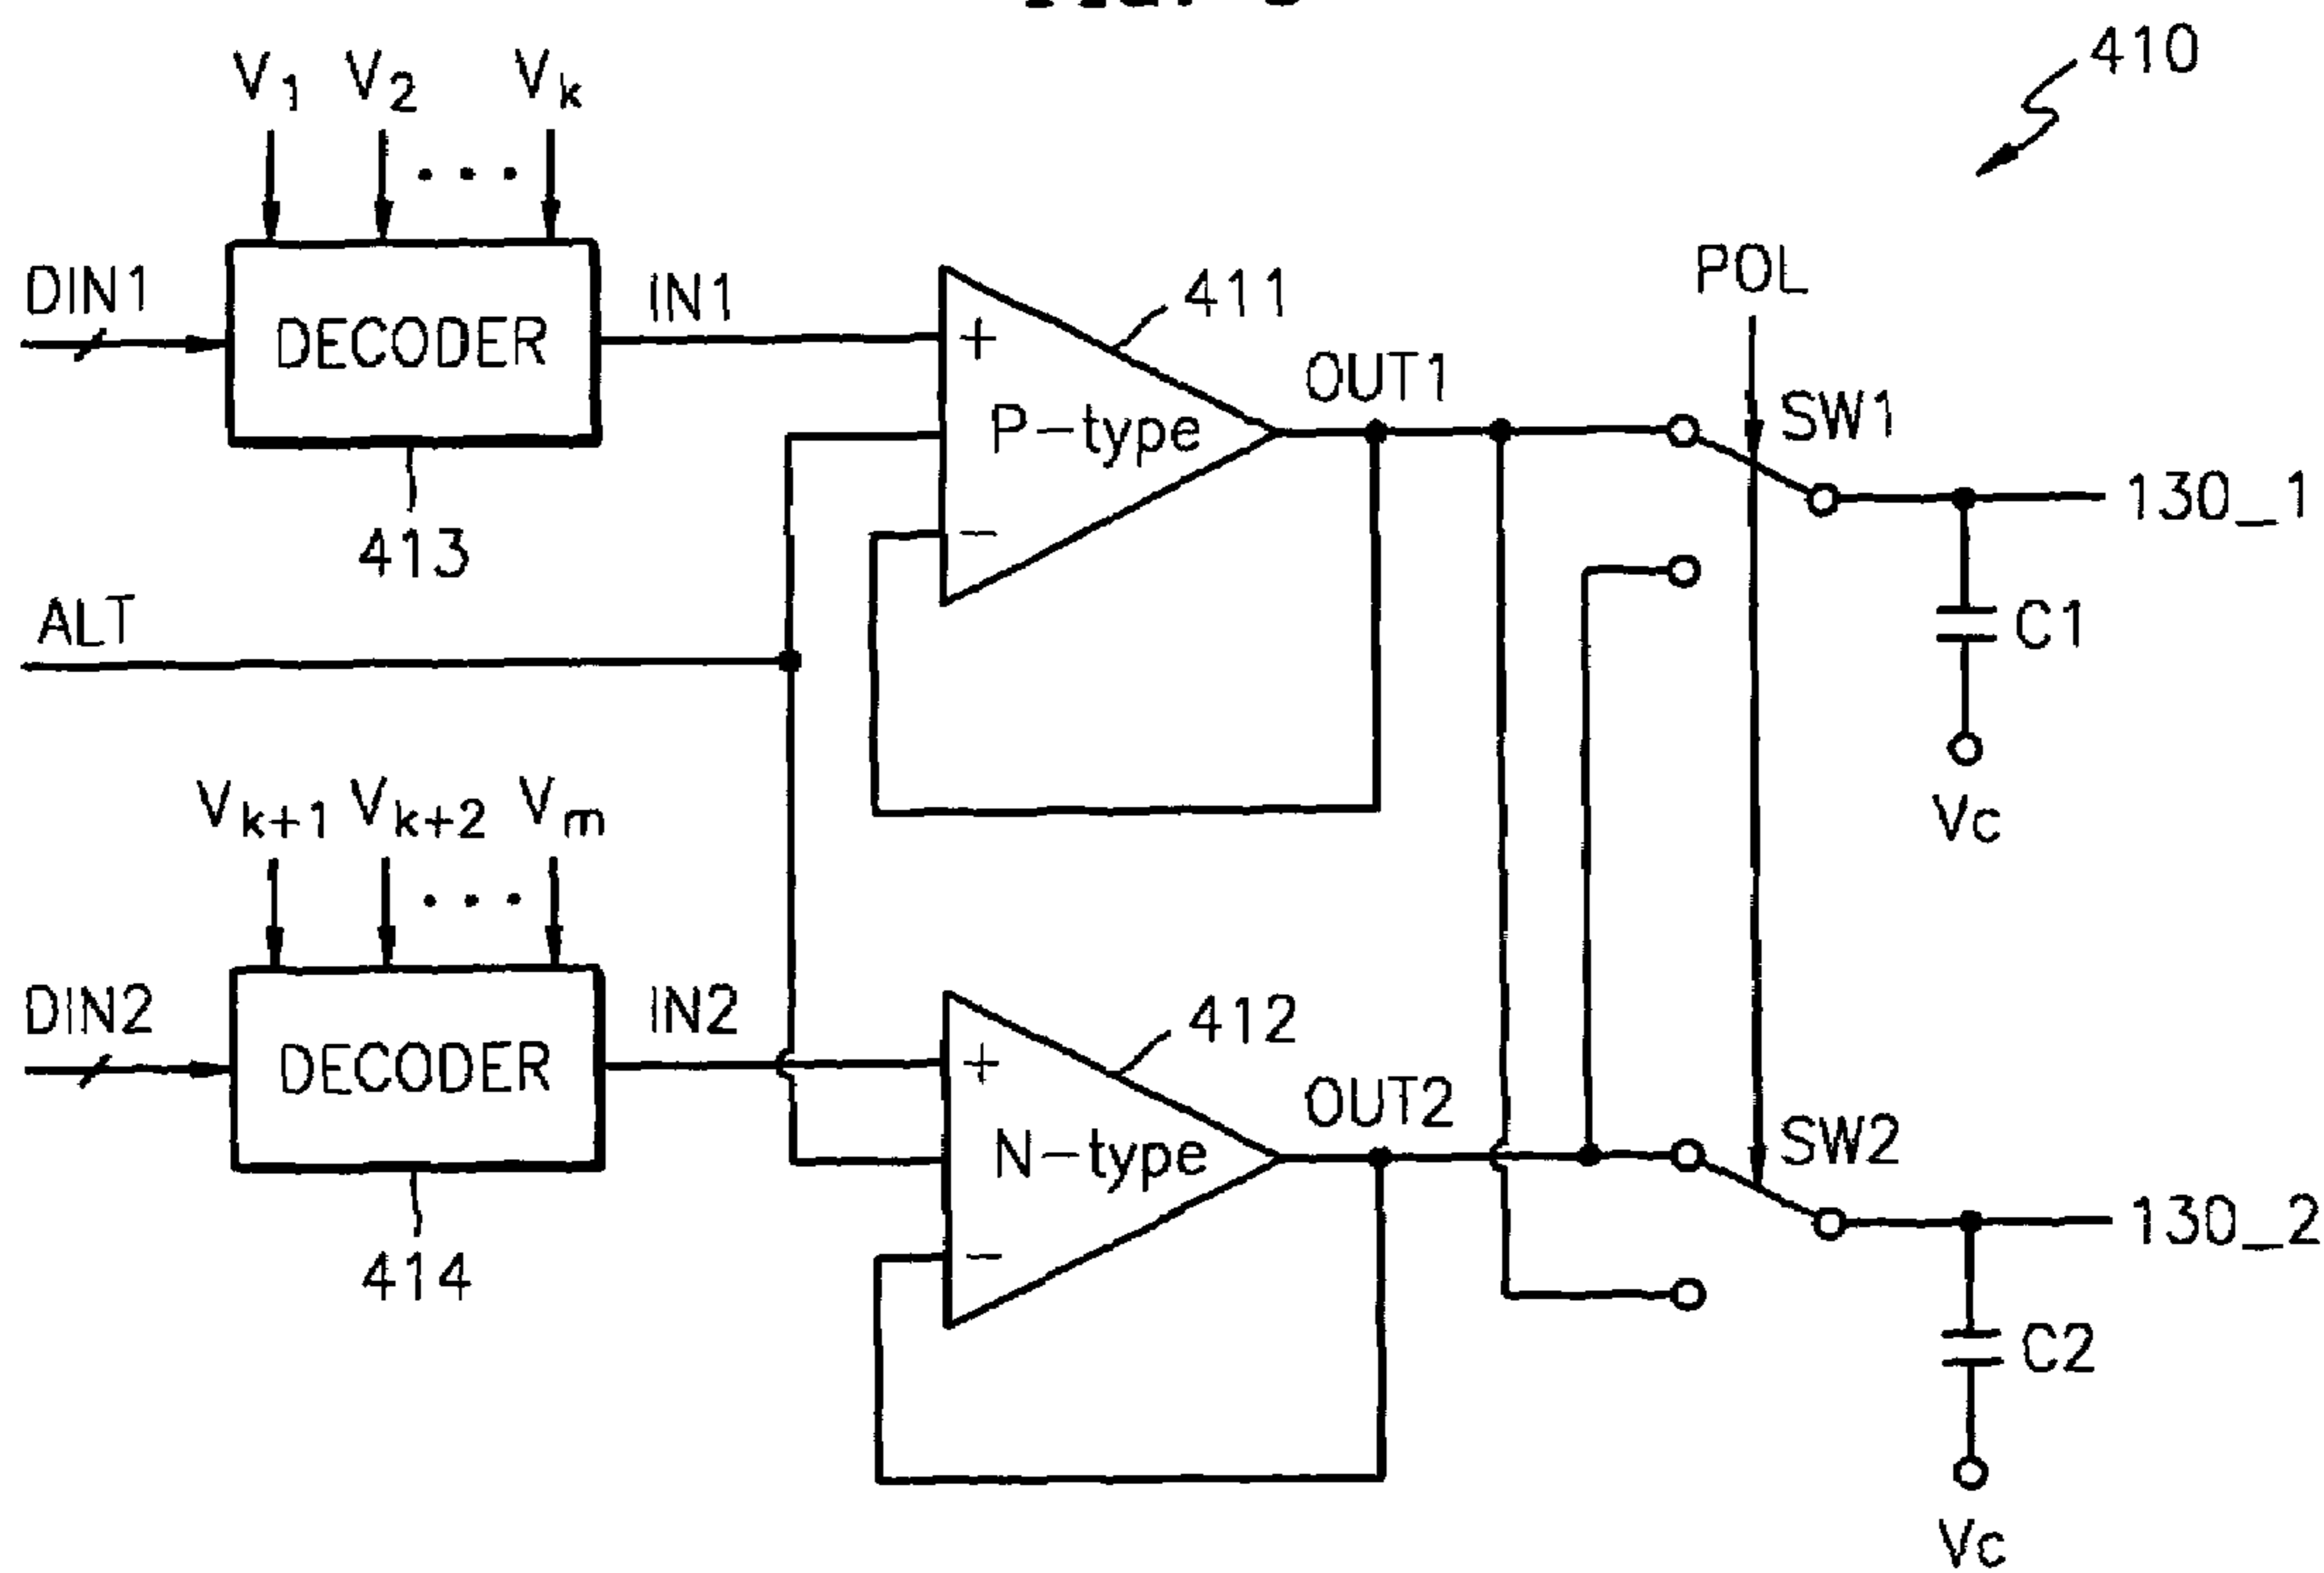 410
V1 V2 ... Vk
DIN1
DECODER
IN1
413
+
P-type
-
411
OUT1
POL
SW1
130_1
C1
Vc
ALT
Vk+1 Vk+2 ... Vm
DIN2
DECODER
IN2
414
+
N-type
-
412
OUT2
SW2
130_2
C2
Vc